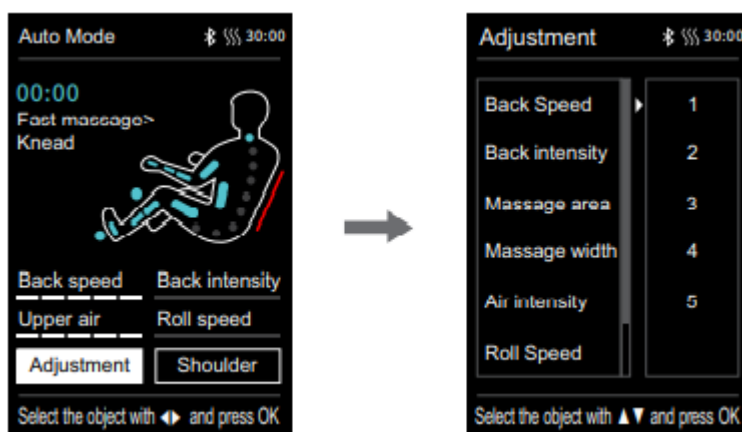 Auto Mode 30:00
00:00
Fast massage>
Knead
Back speed Back intensity
Upper air Roll speed
Adjustment Shoulder
Select the object with ◀▶ and press OK
Adjustment 30:00
Back Speed ▶ 1
Back intensity 2
Massage area 3
Massage width 4
Air intensity 5
Roll Speed
Select the object with ▲▼ and press OK